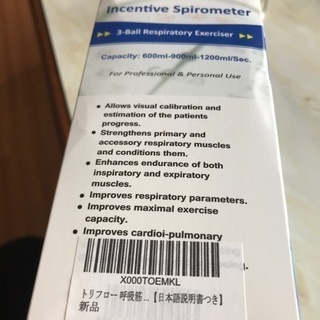 Incentive Spirometer
3-Ball Respiratory Exerciser
Capacity: 600ml-900ml-1200ml/Sec.
For Professional & Personal Use
• Allows visual calibration and
estimation of the patients
progress.
• Strengthens primary and
accessory respiratory muscles
and conditions them.
• Enhances endurance of both
inspiratory and expiratory
muscles.
• Improves respiratory parameters.
• Improves maximal exercise
capacity.
• Improves cardioi-pulmonary
X000TOEMKL
トリフロー 呼吸筋 ... 【日本語説明書つき】
新品